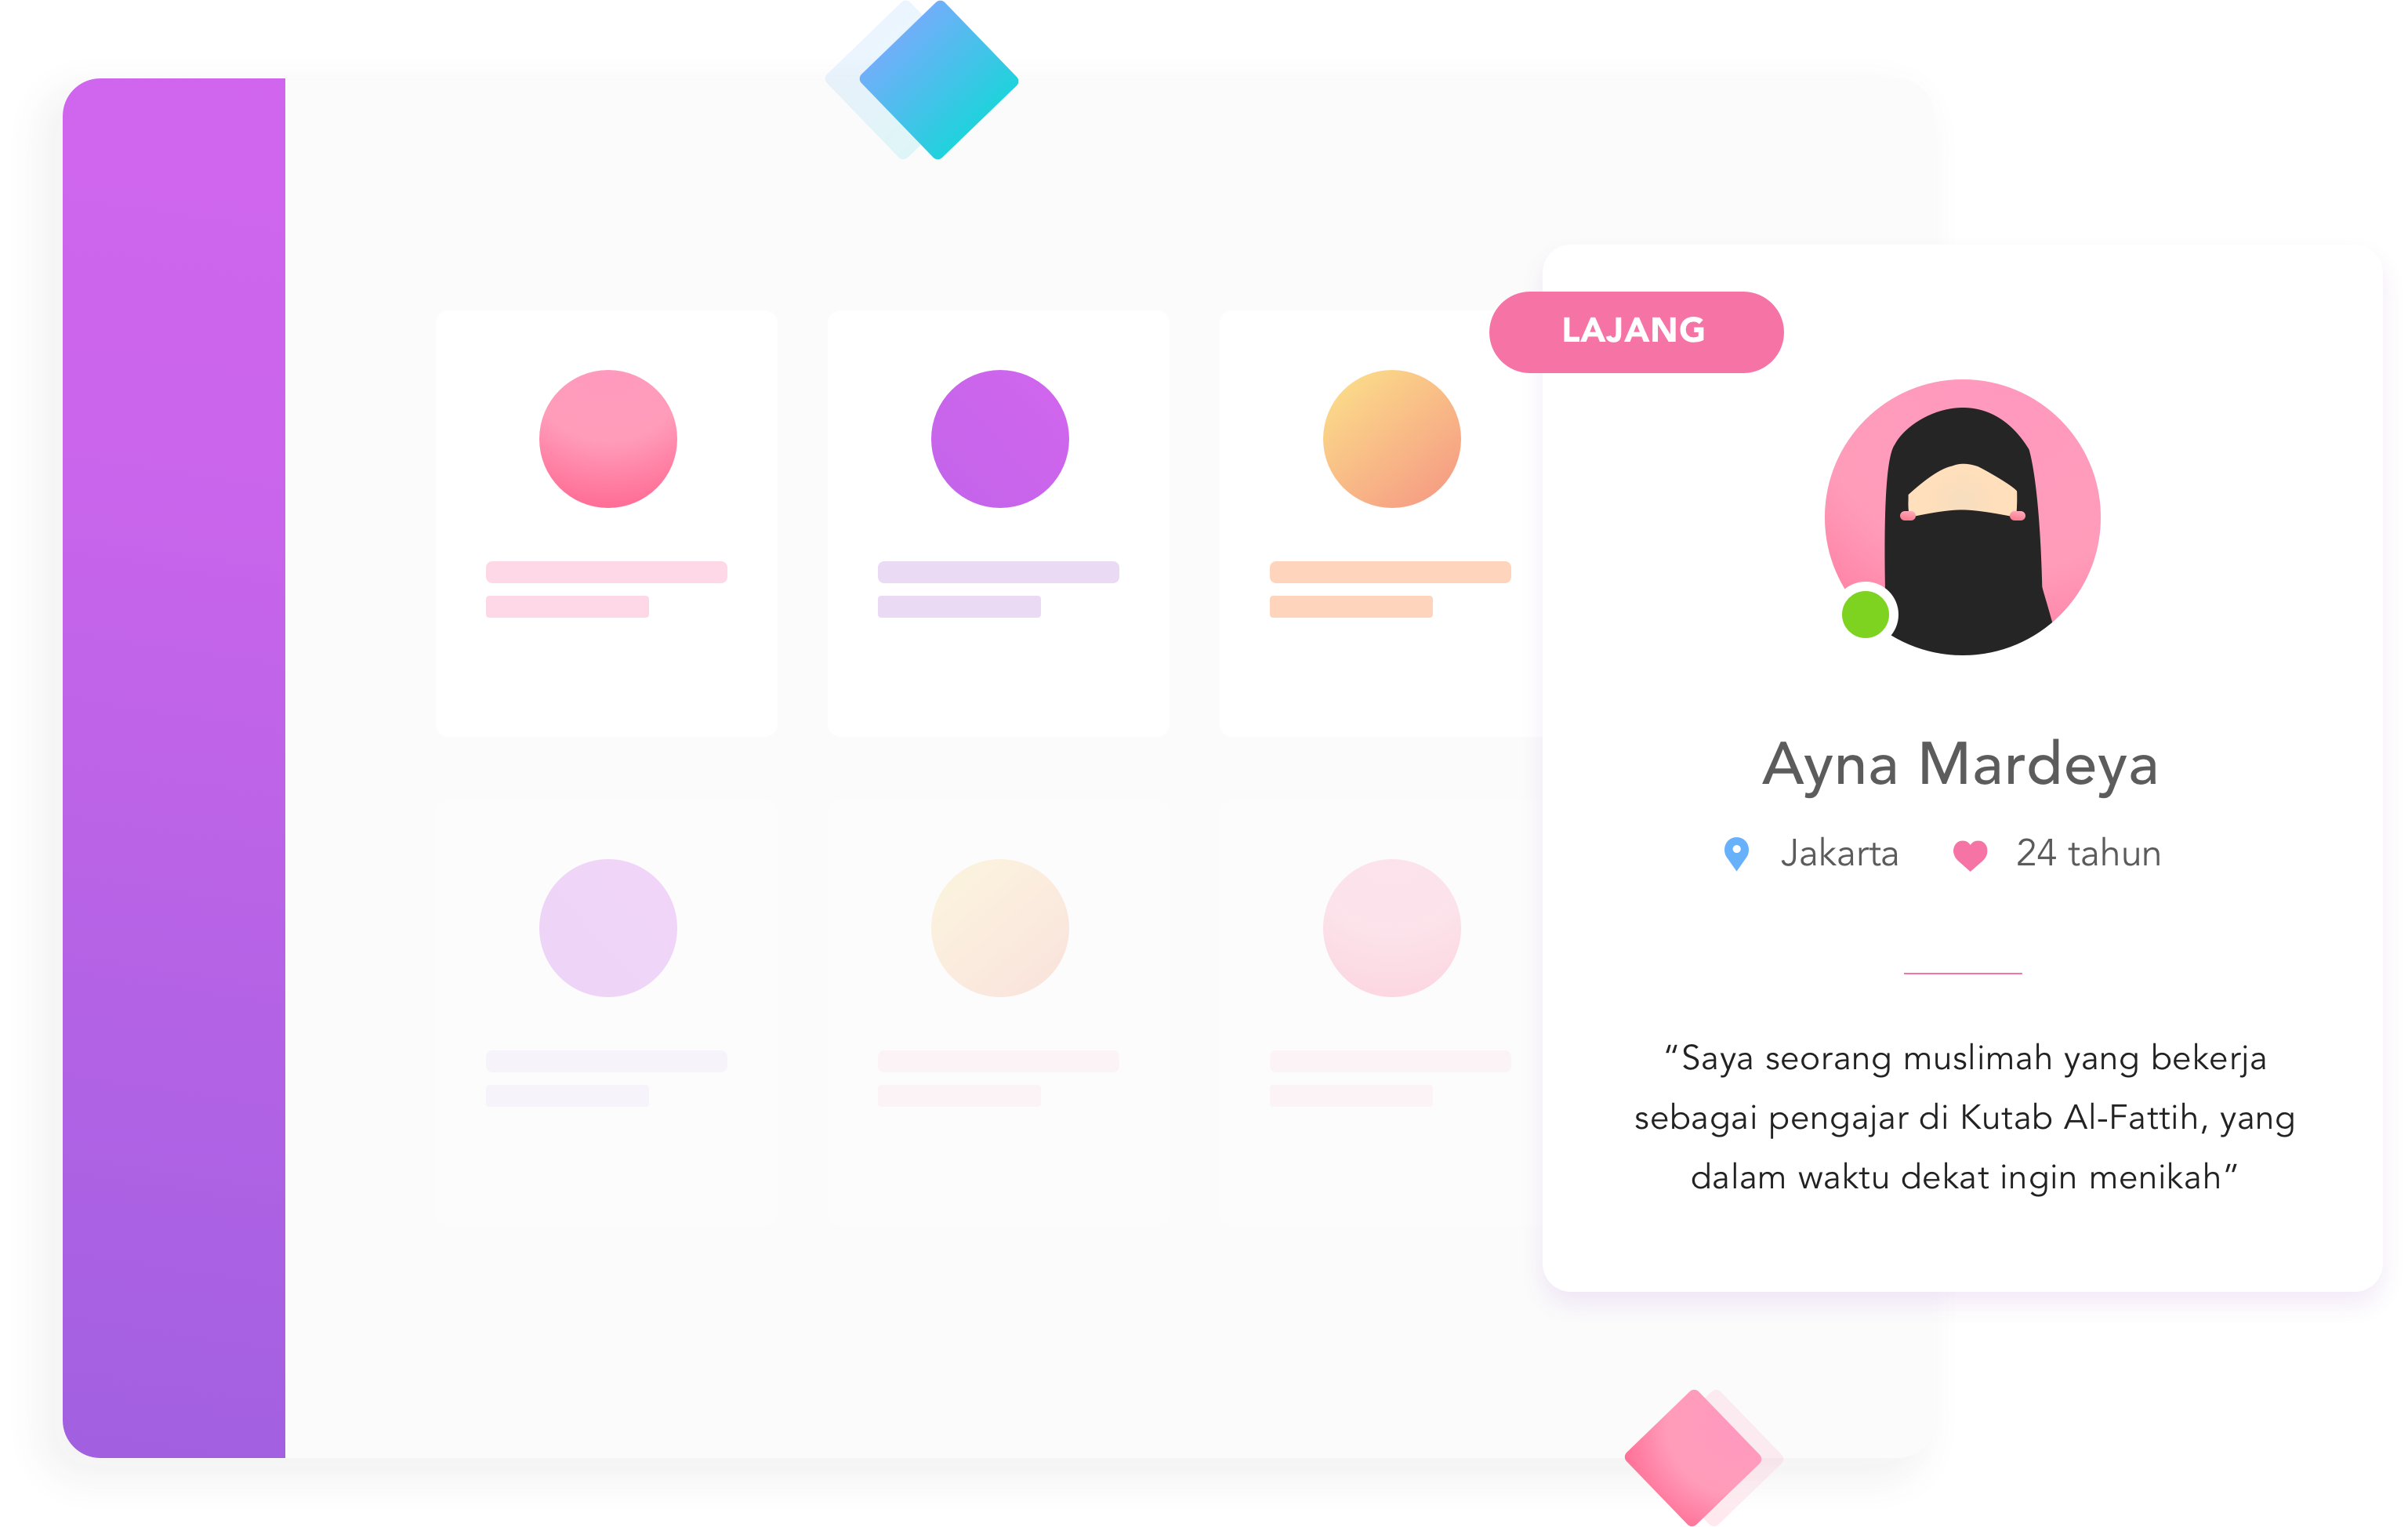 LAJANG
Ayna Mardeya
Jakarta
24 tahun
“Saya seorang muslimah yang bekerja
sebagai pengajar di Kutab Al-Fattih, yang
dalam waktu dekat ingin menikah”